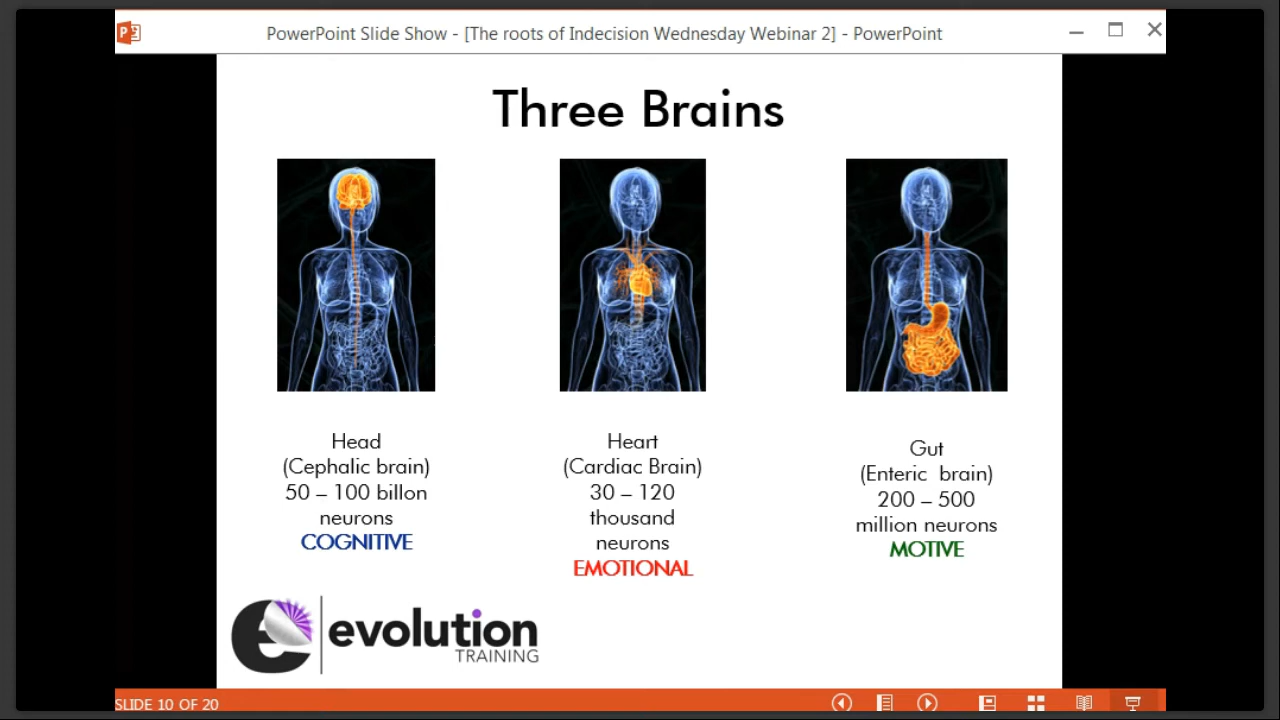 PowerPoint Slide Show - [The roots of Indecision Wednesday Webinar 2] - PowerPoint
Three Brains
Head
(Cephalic brain)
50 – 100 billon
neurons
COGNITIVE
Heart
(Cardiac Brain)
30 – 120
thousand
neurons
EMOTIONAL
Gut
(Enteric brain)
200 – 500
million neurons
MOTIVE
e
evolution
TRAINING
SLIDE 10 OF 20